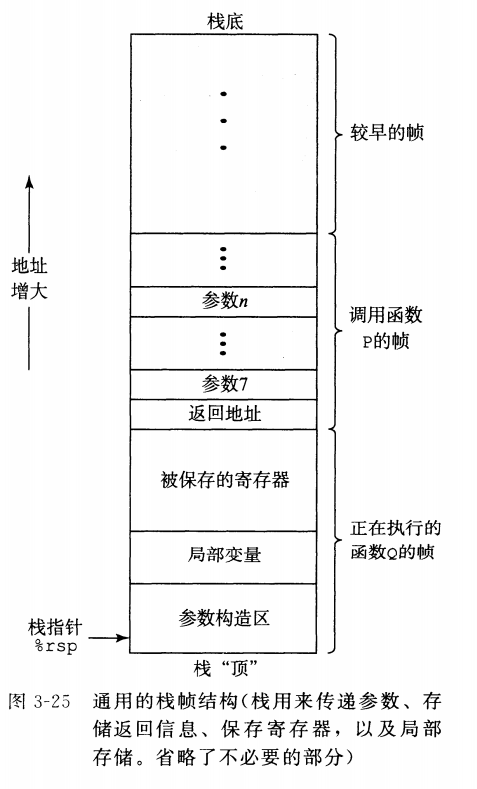 栈底
较早的帧
地址
增大
参数n
调用函数
P的帧
参数7
返回地址
被保存的寄存器
正在执行的
函数Q的帧
局部变量
参数构造区
栈指针
%rsp
栈“顶”
图 3-25 通用的栈帧结构(栈用来传递参数、存
储返回信息、保存寄存器，以及局部
存储。省略了不必要的部分)